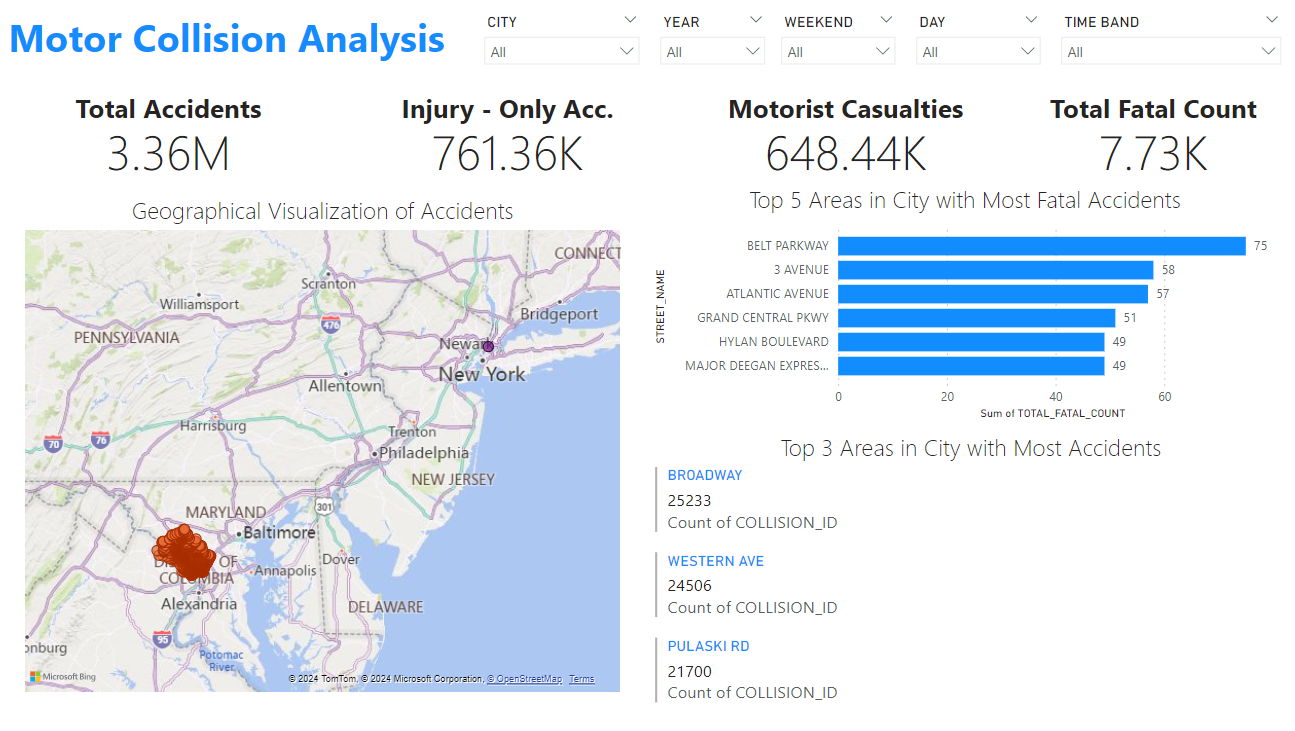 Motor Collision Analysis
CITY
All
YEAR
All
WEEKEND
All
DAY
All
TIME BAND
All
Total Accidents
3.36M
Injury - Only Acc.
761.36K
Motorist Casualties
648.44K
Total Fatal Count
7.73K
Geographical Visualization of Accidents
CONNECT
Scranton
Williamsport
476
Bridgeport
PENNSYLVANIA
Newark
New York
Allentown
Harrisburg
70
76
Trenton
Philadelphia
NEW JERSEY
301
MARYLAND
Baltimore
OF
COLUMBIA
Dover
Annapolis
Alexandria
DELAWARE
95
onburg
Potomac
River
Microsoft Bing
© 2024 TomTom, © 2024 Microsoft Corporation, © OpenStreetMap Terms
Top 5 Areas in City with Most Fatal Accidents
STREET_NAME
BELT PARKWAY 75
3 AVENUE 58
ATLANTIC AVENUE 57
GRAND CENTRAL PKWY 51
HYLAN BOULEVARD 49
MAJOR DEEGAN EXPRES... 49
0 20 40 60
Sum of TOTAL_FATAL_COUNT
Top 3 Areas in City with Most Accidents
BROADWAY
25233
Count of COLLISION_ID
WESTERN AVE
24506
Count of COLLISION_ID
PULASKI RD
21700
Count of COLLISION_ID